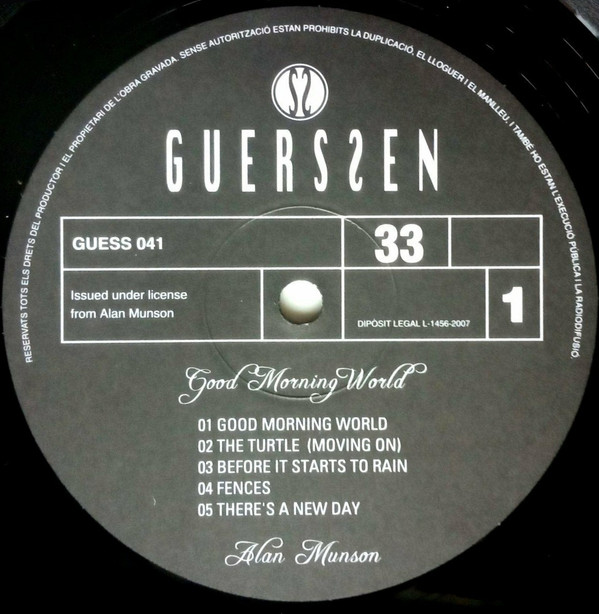 RESERVATS TOTS ELS DRETS DEL PRODUCTOR I EL PROPIETARI DE L'OBRA GRAVADA. SENSE AUTORITZACIÓ ESTAN PROHIBITS LA DUPLICACIÓ, EL LLOGUER I EL MANLLEU, I TAMBÉ HO ESTAN L'EXECUCIÓ PÚBLICA I LA RADIODIFUSIÓ.
GUERSSEN
GUESS 041
33
Issued under license
from Alan Munson
DIPÒSIT LEGAL L-1456-2007
1
Good Morning World
01 GOOD MORNING WORLD
02 THE TURTLE (MOVING ON)
03 BEFORE IT STARTS TO RAIN
04 FENCES
05 THERE'S A NEW DAY
Alan Munson